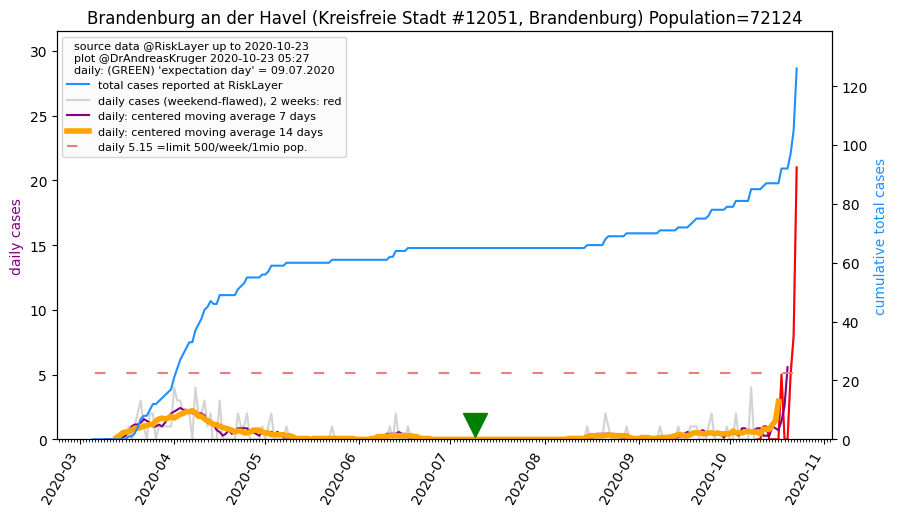 Brandenburg an der Havel (Kreisfreie Stadt #12051, Brandenburg) Population=72124
source data @RiskLayer up to 2020-10-23
plot @DrAndreasKruger 2020-10-23 05:27
daily: (GREEN) 'expectation day' = 09.07.2020
total cases reported at RiskLayer
daily cases (weekend-flawed), 2 weeks: red
daily: centered moving average 7 days
daily: centered moving average 14 days
daily 5.15 =limit 500/week/1mio pop.
daily cases
30
25
20
15
10
5
0
cumulative total cases
120
100
80
60
40
20
0
2020-03
2020-04
2020-05
2020-06
2020-07
2020-08
2020-09
2020-10
2020-11